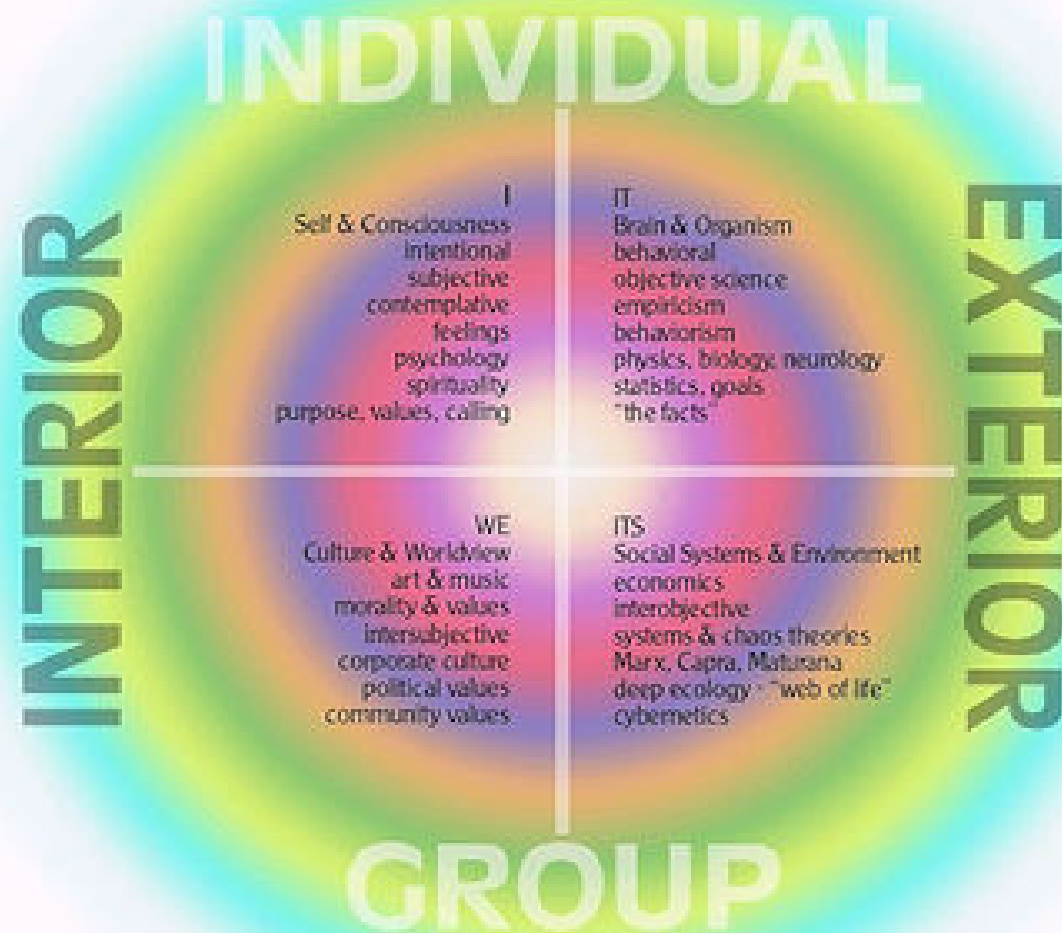 INDIVIDUAL
INTERIOR
EXTERIOR
I
Self & Consciousness
intentional
subjective
contemplative
feelings
psychology
spirituality
purpose, values, calling
IT
Brain & Organism
behavioral
objective science
empiricism
behaviorism
physics, biology, neurology
statistics, goals
"the facts"
WE
Culture & Worldview
art & music
morality & values
intersubjective
corporate culture
political values
community values
ITS
Social Systems & Environment
economics
interobjective
systems & chaos theories
Marx, Capra, Maturana
deep ecology · "web of life"
cybernetics
GROUP